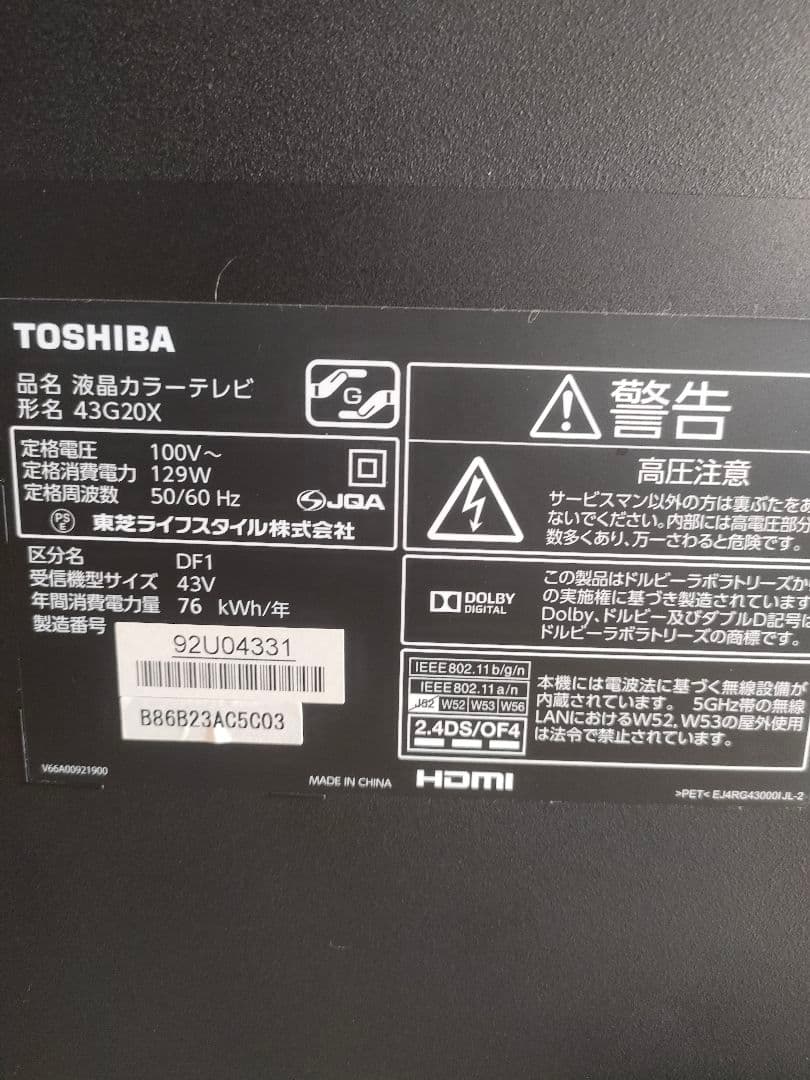 TOSHIBA
品名 液晶カラーテレビ
形名 43G20X
G
定格電圧 100V～
定格消費電力 129W
定格周波数 50/60 Hz
JQA
PS
E
東芝ライフスタイル株式会社
区分名 DF1
受信機型サイズ 43V
年間消費電力量 76 kWh/年
製造番号
92U04331
B86B23AC5C03
V66A00921900
MADE IN CHINA
警告
高圧注意
サービスマン以外の方は裏ぶたをあ
ないでください。内部には高電圧部分
数多くあり、万一さわると危険です。
DOLBY
DIGITAL
この製品はドルビーラボラトリーズか
の実施権に基づき製造されています
Dolby、ドルビー及びダブルD記号は
ドルビーラボラトリーズの商標です。
IEEE802.11b/g/n
IEEE802.11a/n
J52 W52 W53 W56
2.4DS/OF4
本機には電波法に基づく無線設備が
内蔵されています。 5GHz帯の無線
LANにおけるW52、W53の屋外使用
は法令で禁止されています。
HDMI
>PET< EJ4RG43000IJL-2